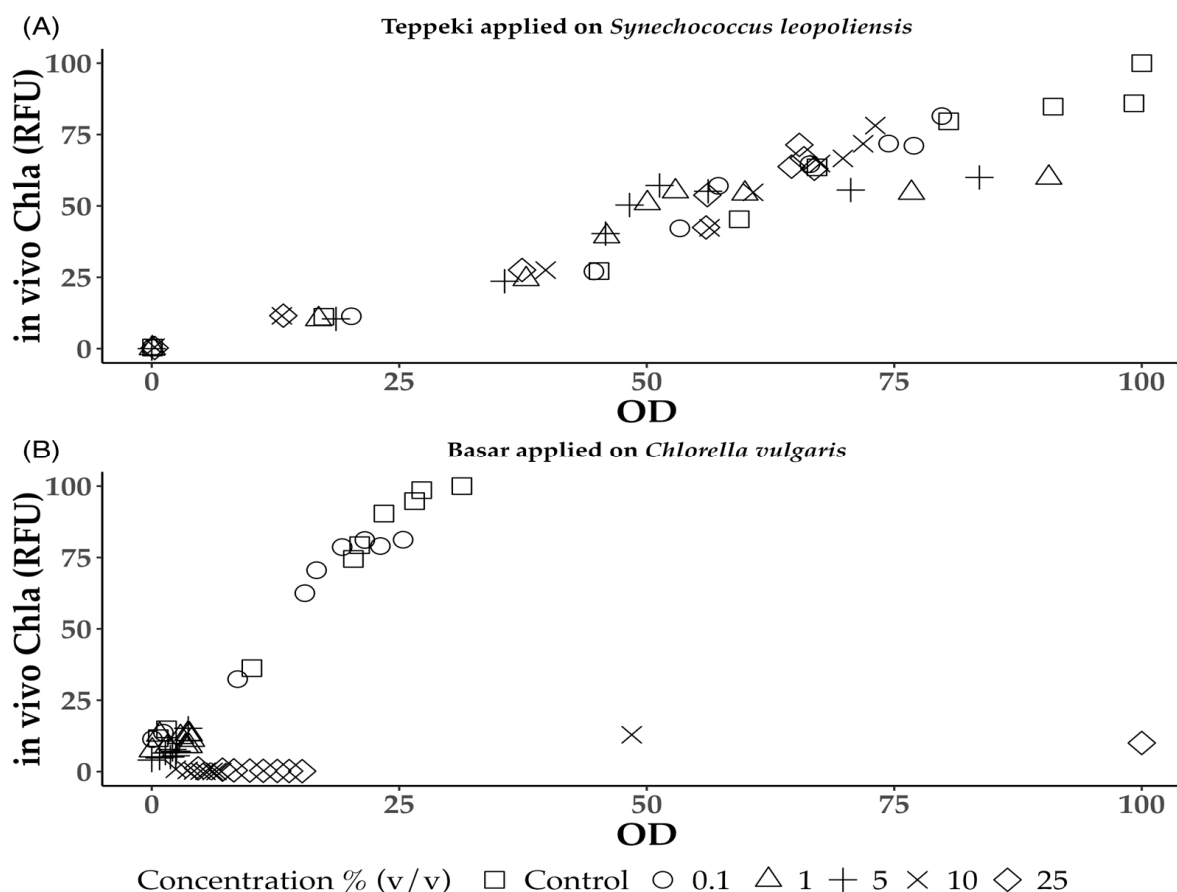 (A)
Teppeki applied on Synechococcus leopoliensis
in vivo Chla (RFU)
100
75
50
25
0
0 25 50 75 100
OD
(B)
Basar applied on Chlorella vulgaris
in vivo Chla (RFU)
100
75
50
25
0
0 25 50 75 100
OD
Concentration % (v/v) Control 0.1 1 5 10 25